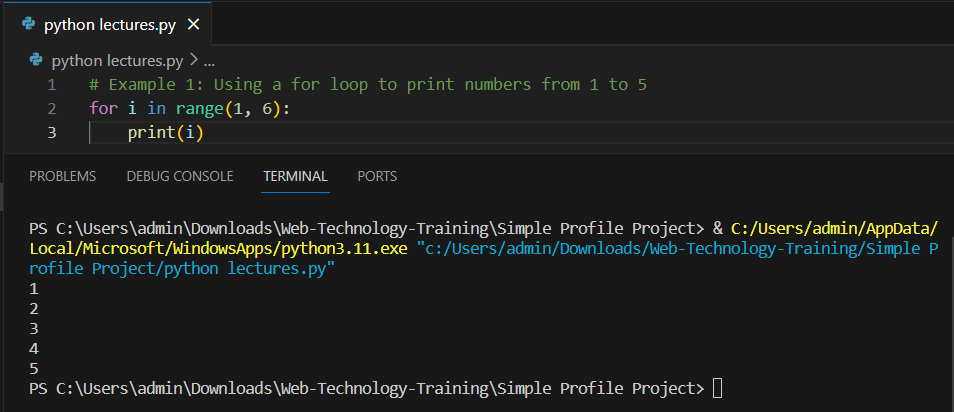 python lectures.py ×
python lectures.py > ...
1 # Example 1: Using a for loop to print numbers from 1 to 5
2 for i in range(1, 6):
3     print(i)
PROBLEMS DEBUG CONSOLE TERMINAL PORTS
PS C:\Users\admin\Downloads\Web-Technology-Training\Simple Profile Project> & C:/Users/admin/AppData/
Local/Microsoft/WindowsApps/python3.11.exe "c:/Users/admin/Downloads/Web-Technology-Training/Simple P
rofile Project/python lectures.py"
1
2
3
4
5
PS C:\Users\admin\Downloads\Web-Technology-Training\Simple Profile Project>